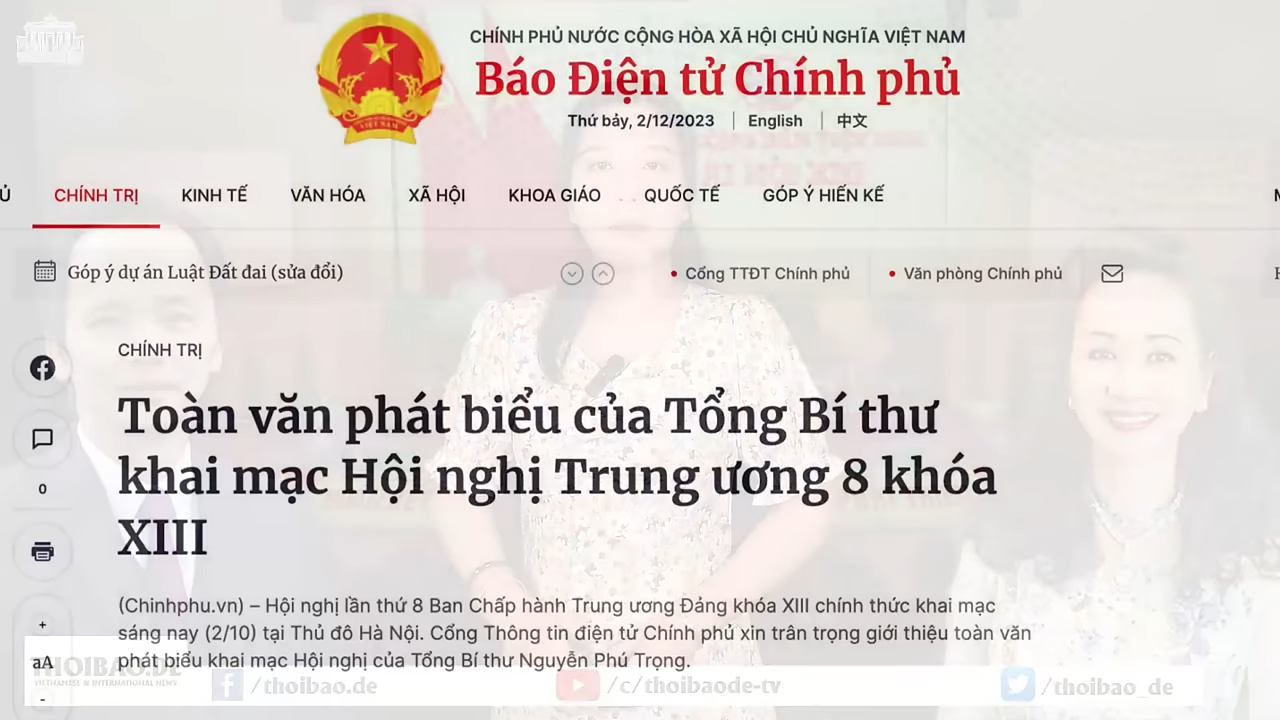 CHÍNH PHỦ NƯỚC CỘNG HÒA XÃ HỘI CHỦ NGHĨA VIỆT NAM
Báo Điện tử Chính phủ
Thứ bảy, 2/12/2023 | English | 中文
VIỆT NAM
Ủ CHÍNH TRỊ KINH TẾ VĂN HÓA XÃ HỘI KHOA GIÁO QUỐC TẾ GÓP Ý HIẾN KẾ M
Góp ý dự án Luật Đất đai (sửa đổi) • Cổng TTĐT Chính phủ • Văn phòng Chính phủ H
CHÍNH TRỊ
Toàn văn phát biểu của Tổng Bí thư
khai mạc Hội nghị Trung ương 8 khóa
XIII
0
(Chinhphu.vn) – Hội nghị lần thứ 8 Ban Chấp hành Trung ương Đảng khóa XIII chính thức khai mạc
sáng nay (2/10) tại Thủ đô Hà Nội. Cổng Thông tin điện tử Chính phủ xin trân trọng giới thiệu toàn văn
phát biểu khai mạc Hội nghị của Tổng Bí thư Nguyễn Phú Trọng.
+
aA
-
THOIBAO.DE
VIETNAMESE & INTERNATIONAL NEWS
/thoibao.de /c/thoibaode-tv /thoibao_de